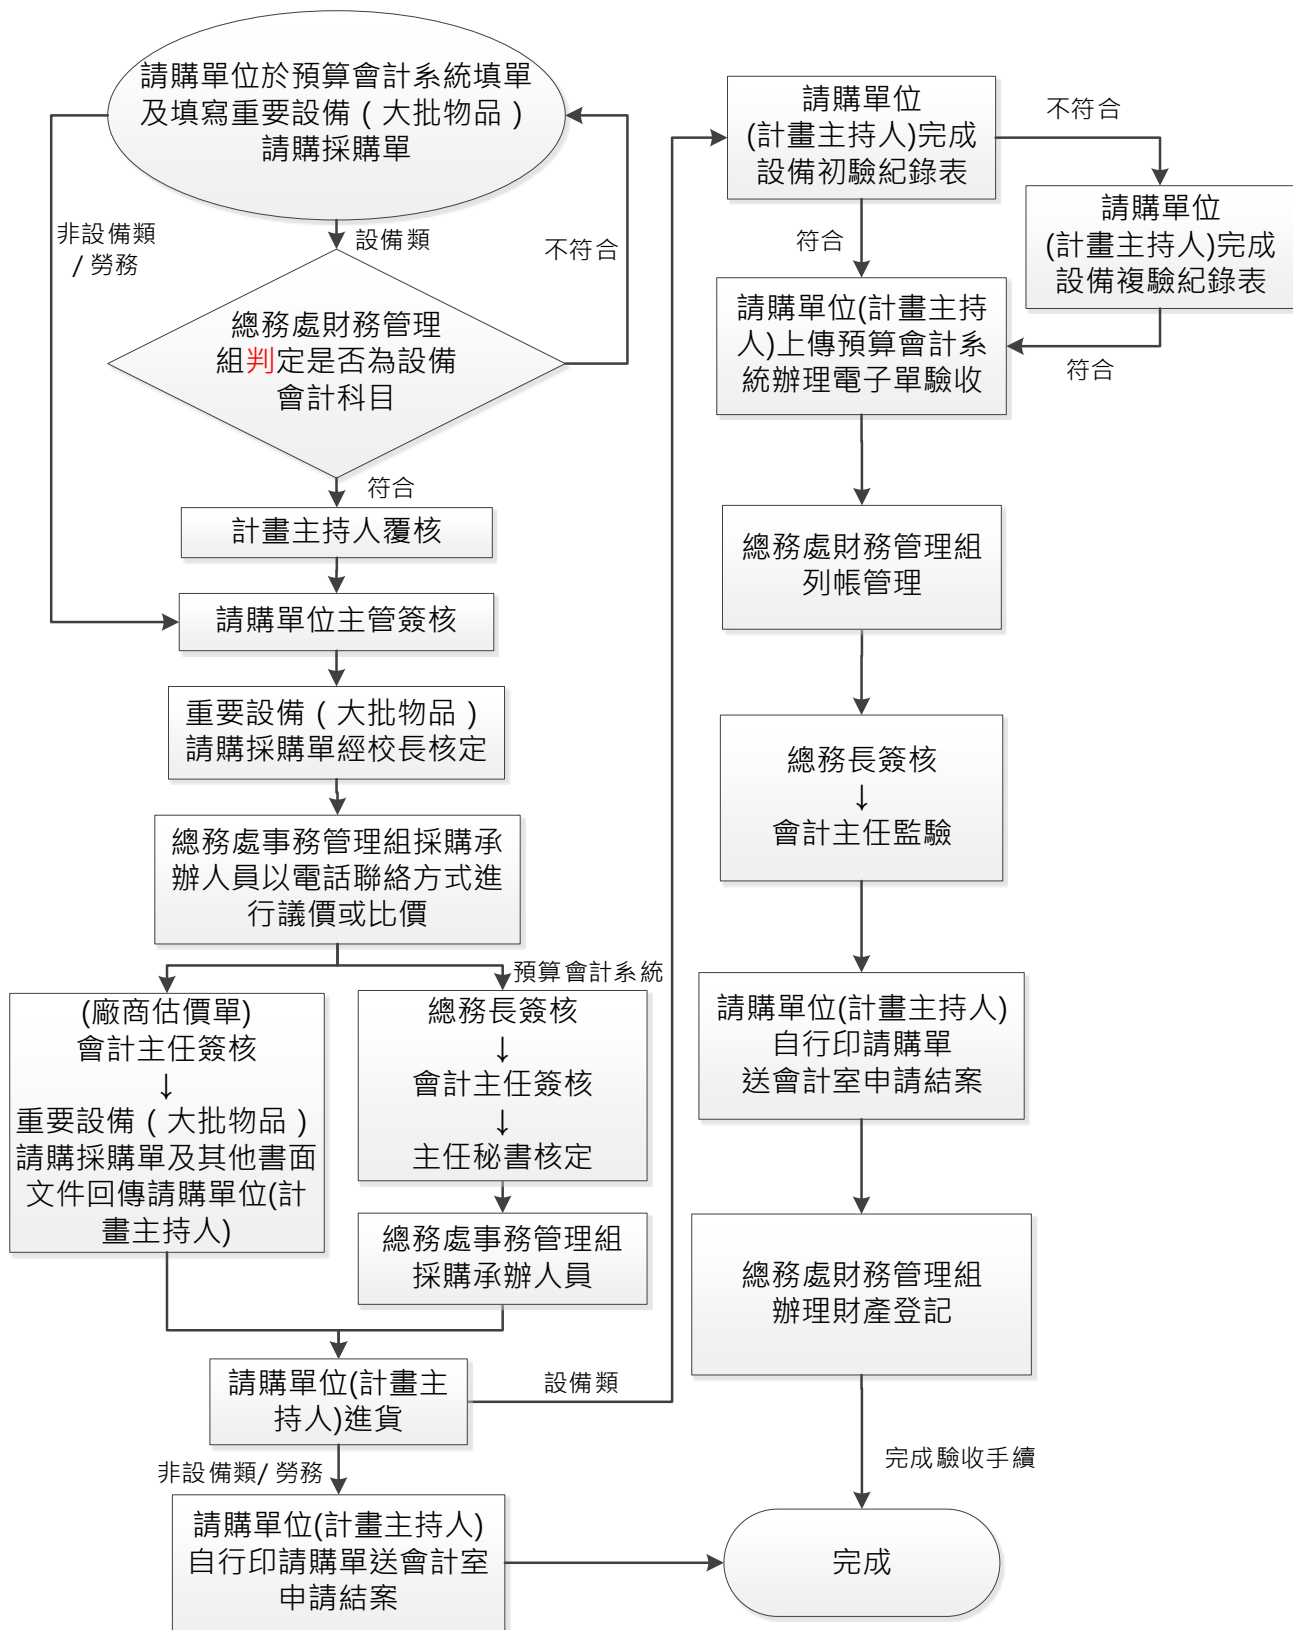 請購單位於預算會計系統填單
及填寫重要設備（大批物品）
請購採購單
非設備類
/ 勞務
設備類
不符合
總務處財務管理
組判定是否為設備
會計科目
符合
計畫主持人覆核
請購單位主管簽核
重要設備（大批物品）
請購採購單經校長核定
總務處事務管理組採購承
辦人員以電話聯絡方式進
行議價或比價
(廠商估價單)
會計主任簽核
↓
重要設備（大批物品）
請購採購單及其他書面
文件回傳請購單位(計
畫主持人)
預算會計系統
總務長簽核
↓
會計主任簽核
↓
主任秘書核定
總務處事務管理組
採購承辦人員
請購單位(計畫主
持人)進貨
設備類
非設備類/ 勞務
請購單位(計畫主持人)
自行印請購單送會計室
申請結案
請購單位
(計畫主持人)完成
設備初驗紀錄表
不符合
請購單位
(計畫主持人)完成
設備複驗紀錄表
符合
符合
請購單位(計畫主持
人)上傳預算會計系
統辦理電子單驗收
總務處財務管理組
列帳管理
總務長簽核
↓
會計主任監驗
請購單位(計畫主持人)
自行印請購單
送會計室申請結案
總務處財務管理組
辦理財產登記
完成驗收手續
完成